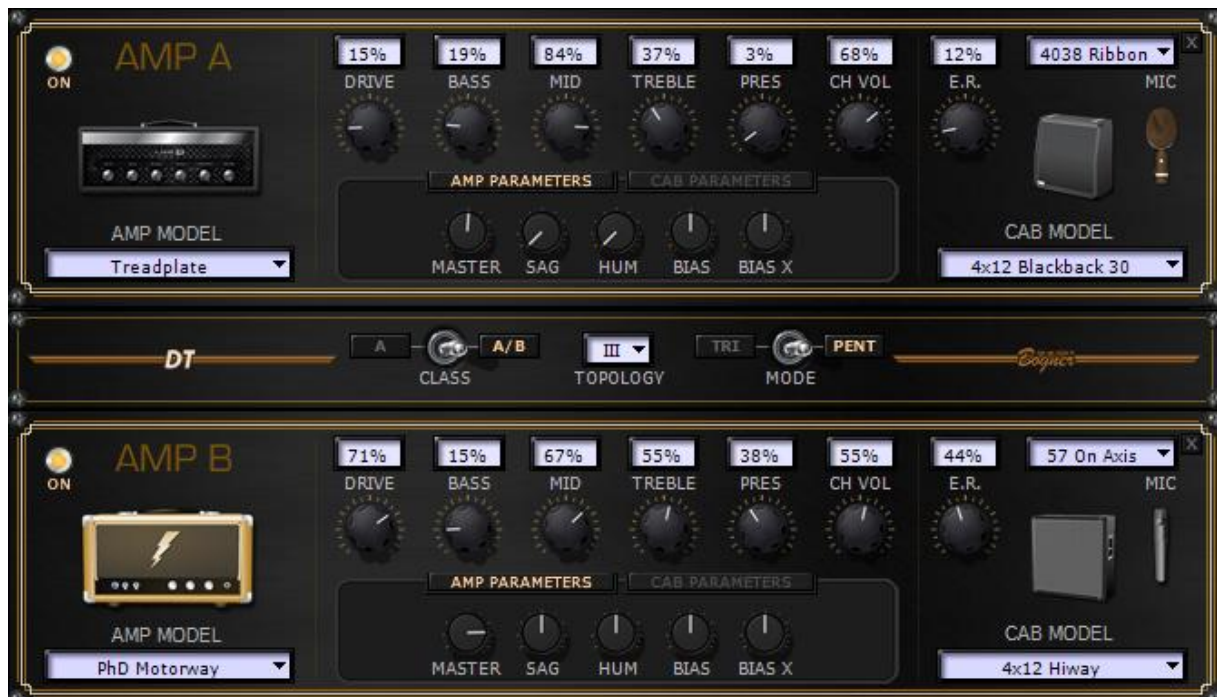 AMP A
ON
15% 19% 84% 37% 3% 68% 12% 4038 Ribbon X
DRIVE BASS MID TREBLE PRES CH VOL E.R. MIC
AMP PARAMETERS CAB PARAMETERS
AMP MODEL CAB MODEL
Treadplate MASTER SAG HUM BIAS BIAS X 4x12 Blackback 30
DT A A/B III TRI PENT Bogner
CLASS TOPOLOGY MODE
AMP B
ON
71% 15% 67% 55% 38% 55% 44% 57 On Axis X
DRIVE BASS MID TREBLE PRES CH VOL E.R. MIC
AMP PARAMETERS CAB PARAMETERS
AMP MODEL CAB MODEL
PhD Motorway MASTER SAG HUM BIAS BIAS X 4x12 Hiway